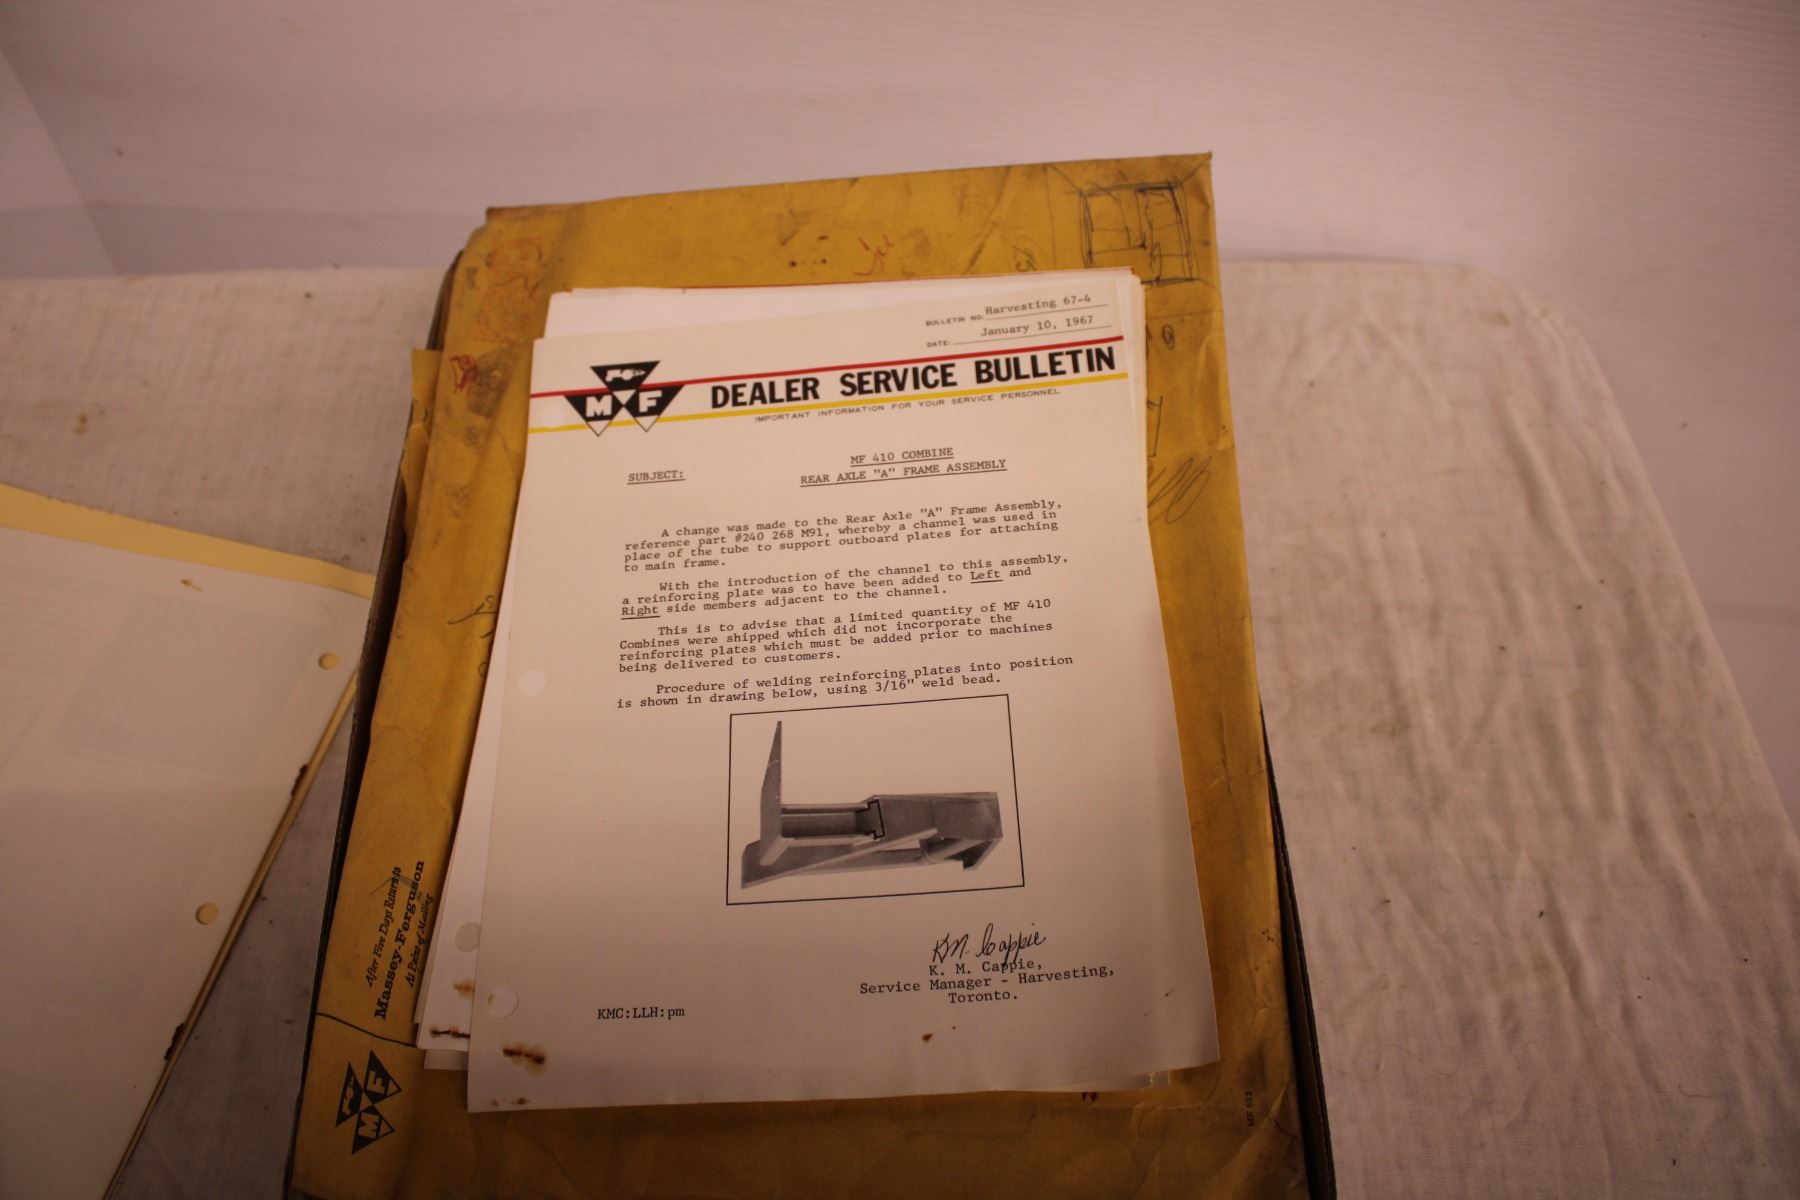 BULLETIN NO: Harvesting 67-4
DATE: January 10, 1967
MF DEALER SERVICE BULLETIN
IMPORTANT INFORMATION FOR YOUR SERVICE PERSONNEL
SUBJECT: MF 410 COMBINE
REAR AXLE "A" FRAME ASSEMBLY
A change was made to the Rear Axle "A" Frame Assembly,
reference part #240 268 M91, whereby a channel was used in
place of the tube to support outboard plates for attaching
to main frame.
With the introduction of the channel to this assembly,
a reinforcing plate was to have been added to Left and
Right side members adjacent to the channel.
This is to advise that a limited quantity of MF 410
Combines were shipped which did not incorporate the
reinforcing plates which must be added prior to machines
being delivered to customers.
Procedure of welding reinforcing plates into position
is shown in drawing below, using 3/16" weld bead.
K.M. Cappie
K. M. Cappie,
Service Manager - Harvesting,
Toronto.
KMC:LLH:pm
After Five Days Return to
Massey-Ferguson
At Point of Mailing
MF